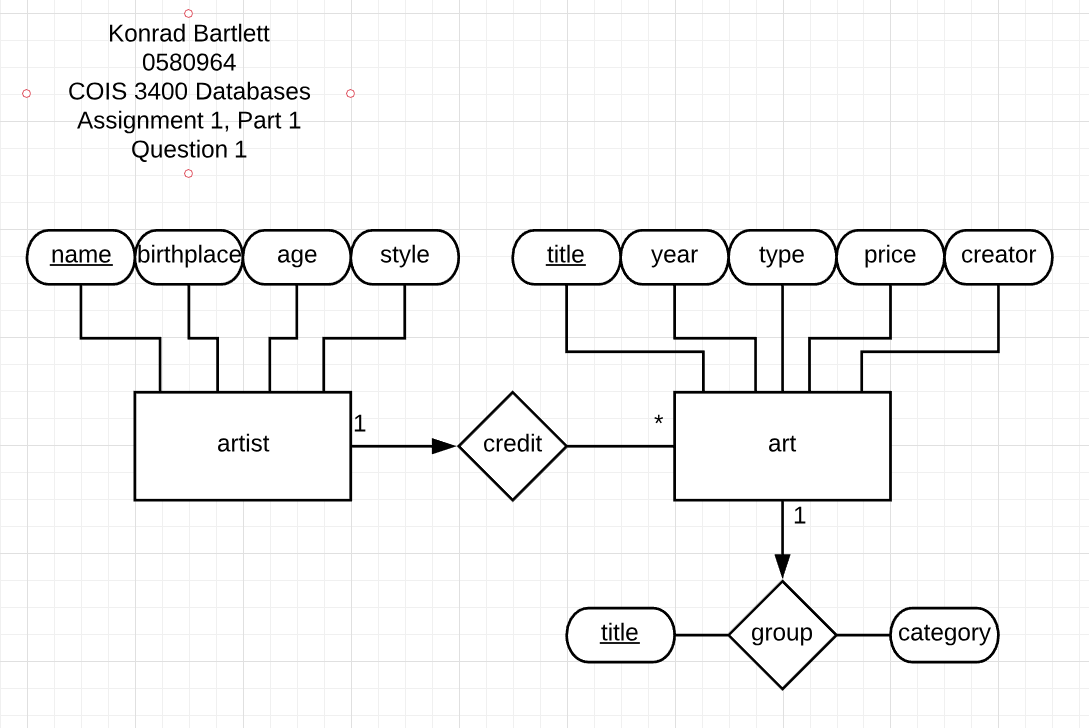 Konrad Bartlett
0580964
COIS 3400 Databases
Assignment 1, Part 1
Question 1
name birthplace age style title year type price creator
1 *
artist credit art
1
title group category